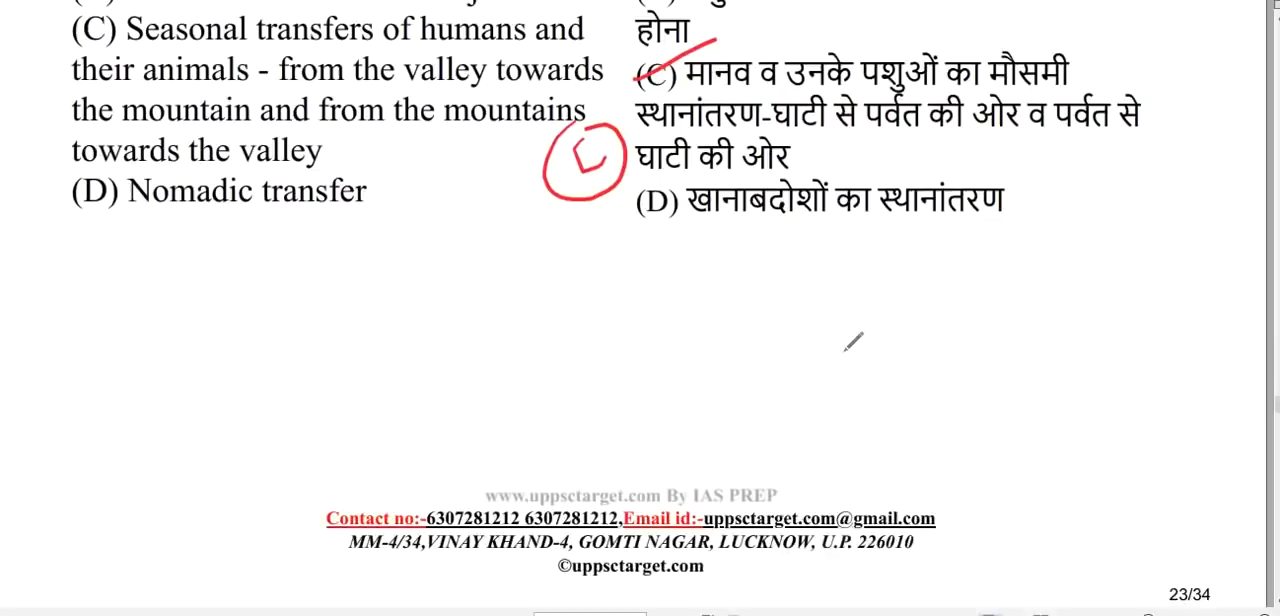 (C) Seasonal transfers of humans and
their animals - from the valley towards
the mountain and from the mountains
towards the valley
(D) Nomadic transfer
C
होना
(C) मानव व उनके पशुओं का मौसमी
स्थानांतरण-घाटी से पर्वत की ओर व पर्वत से
घाटी की ओर
(D) खानाबदोशों का स्थानांतरण
www.uppsctarget.com By IAS PREP
Contact no:-6307281212 6307281212,Email id:-uppsctarget.com@gmail.com
MM-4/34,VINAY KHAND-4, GOMTI NAGAR, LUCKNOW, U.P. 226010
©uppsctarget.com
23/34